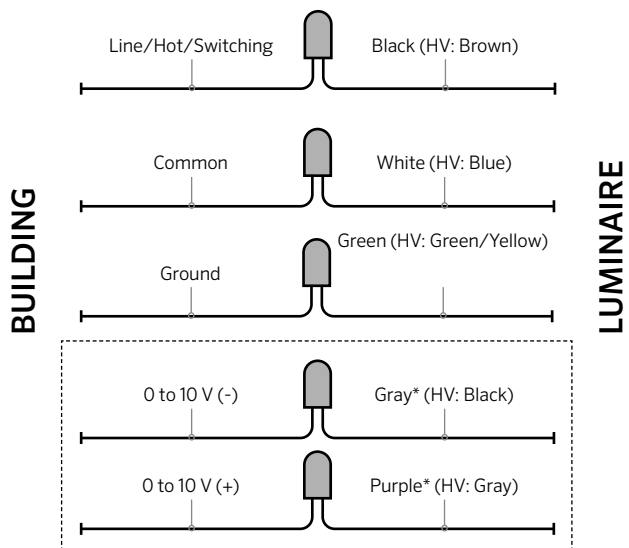 Line/Hot/Switching
Black (HV: Brown)
Common
White (HV: Blue)
BUILDING
LUMINAIRE
Green (HV: Green/Yellow)
Ground
0 to 10 V (-)
Gray* (HV: Black)
0 to 10 V (+)
Purple* (HV: Gray)